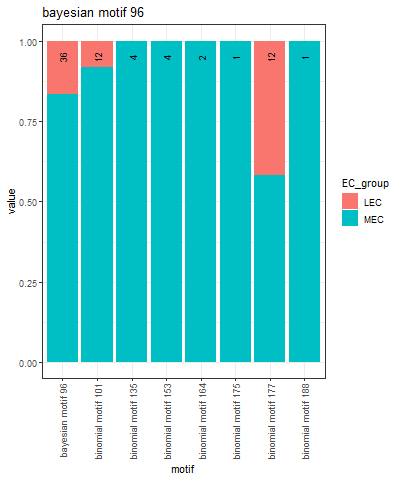 bayesian motif 96
1.00
0.75
0.50
0.25
0.00
value
36
12
4
4
2
1
12
1
bayesian motif 96
binomial motif 101
binomial motif 135
binomial motif 153
binomial motif 164
binomial motif 175
binomial motif 177
binomial motif 188
motif
EC_group
LEC
MEC